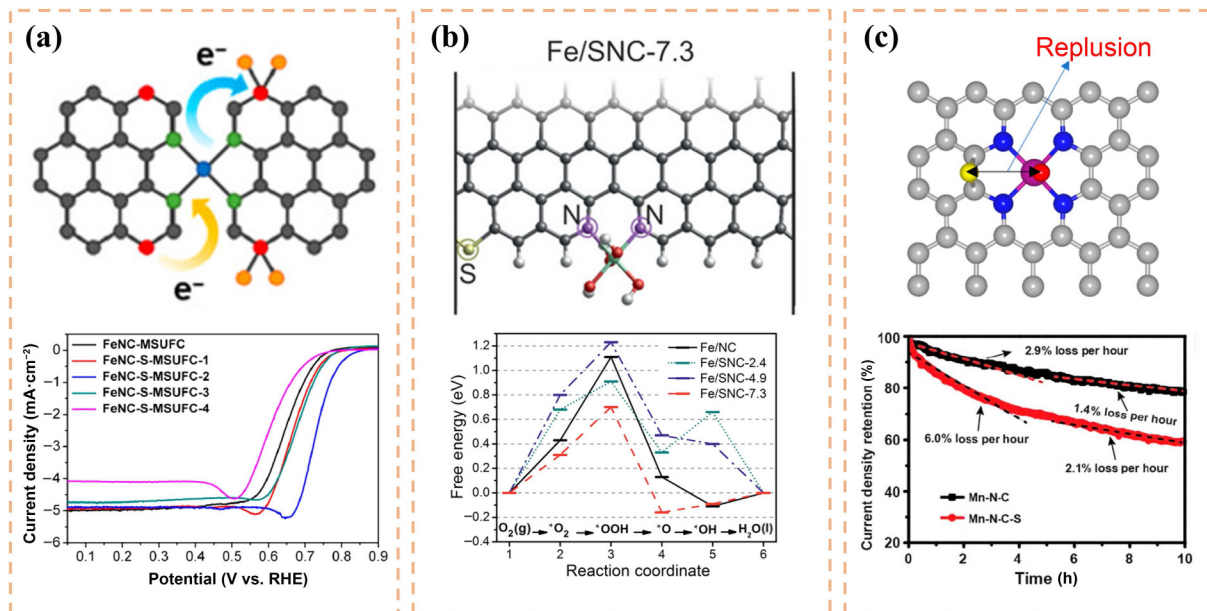 (a)
e⁻
e⁻
FeNC-MSUFC
FeNC-S-MSUFC-1
FeNC-S-MSUFC-2
FeNC-S-MSUFC-3
FeNC-S-MSUFC-4
Current density (mA·cm⁻²)
0
−1
−2
−3
−4
−5
−6
0.1 0.2 0.3 0.4 0.5 0.6 0.7 0.8 0.9
Potential (V vs. RHE)
(b)
Fe/SNC-7.3
N N
S
Fe/NC
Fe/SNC-2.4
Fe/SNC-4.9
Fe/SNC-7.3
Free energy (eV)
1.2
1.0
0.8
0.6
0.4
0.2
0.0
−0.2
−0.4
O₂(g) → *O₂ → *OOH → *O → *OH → H₂O(l)
1 2 3 4 5 6
Reaction coordinate
(c)
Replusion
Current density retention (%)
100
80
60
40
20
2.9% loss per hour
1.4% loss per hour
6.0% loss per hour
2.1% loss per hour
Mn-N-C
Mn-N-C-S
0 2 4 6 8 10
Time (h)